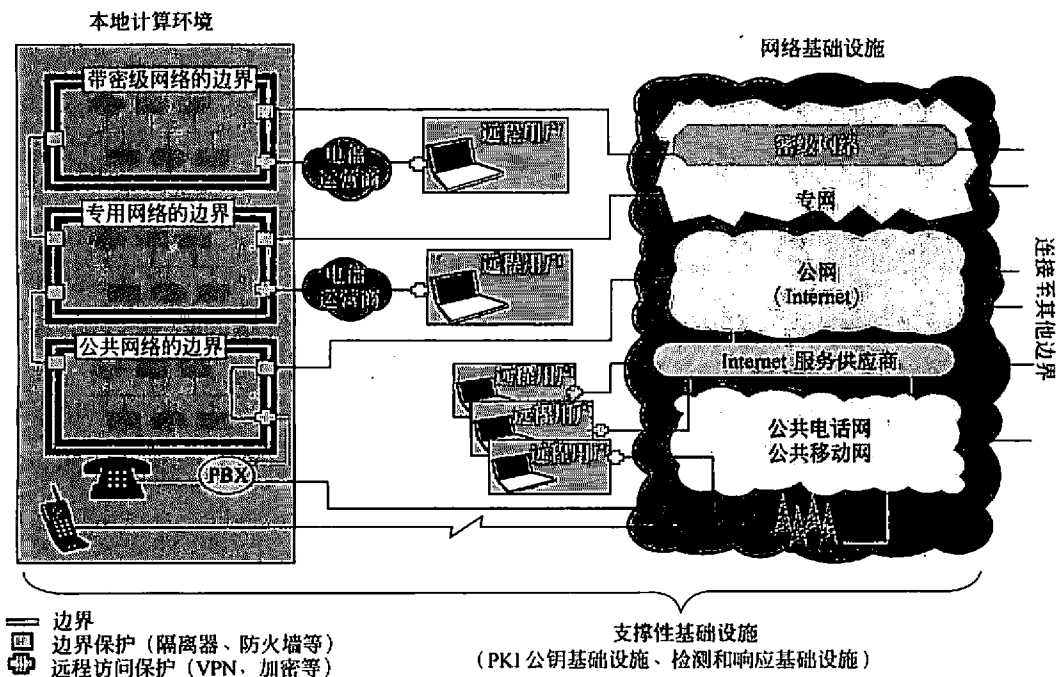 本地计算环境
网络基础设施
带密级网络的边界
远程用户
电信
运营商
密级网络
专网
专用网络的边界
远程用户
电信
运营商
公网
(Internet)
连接至其他边界
公共网络的边界
Internet 服务供应商
远程用户
远程用户
远程用户
公共电话网
公共移动网
PBX
边界
边界保护（隔离器、防火墙等）
远程访问保护（VPN，加密等）
支撑性基础设施
（PKI 公钥基础设施、检测和响应基础设施）